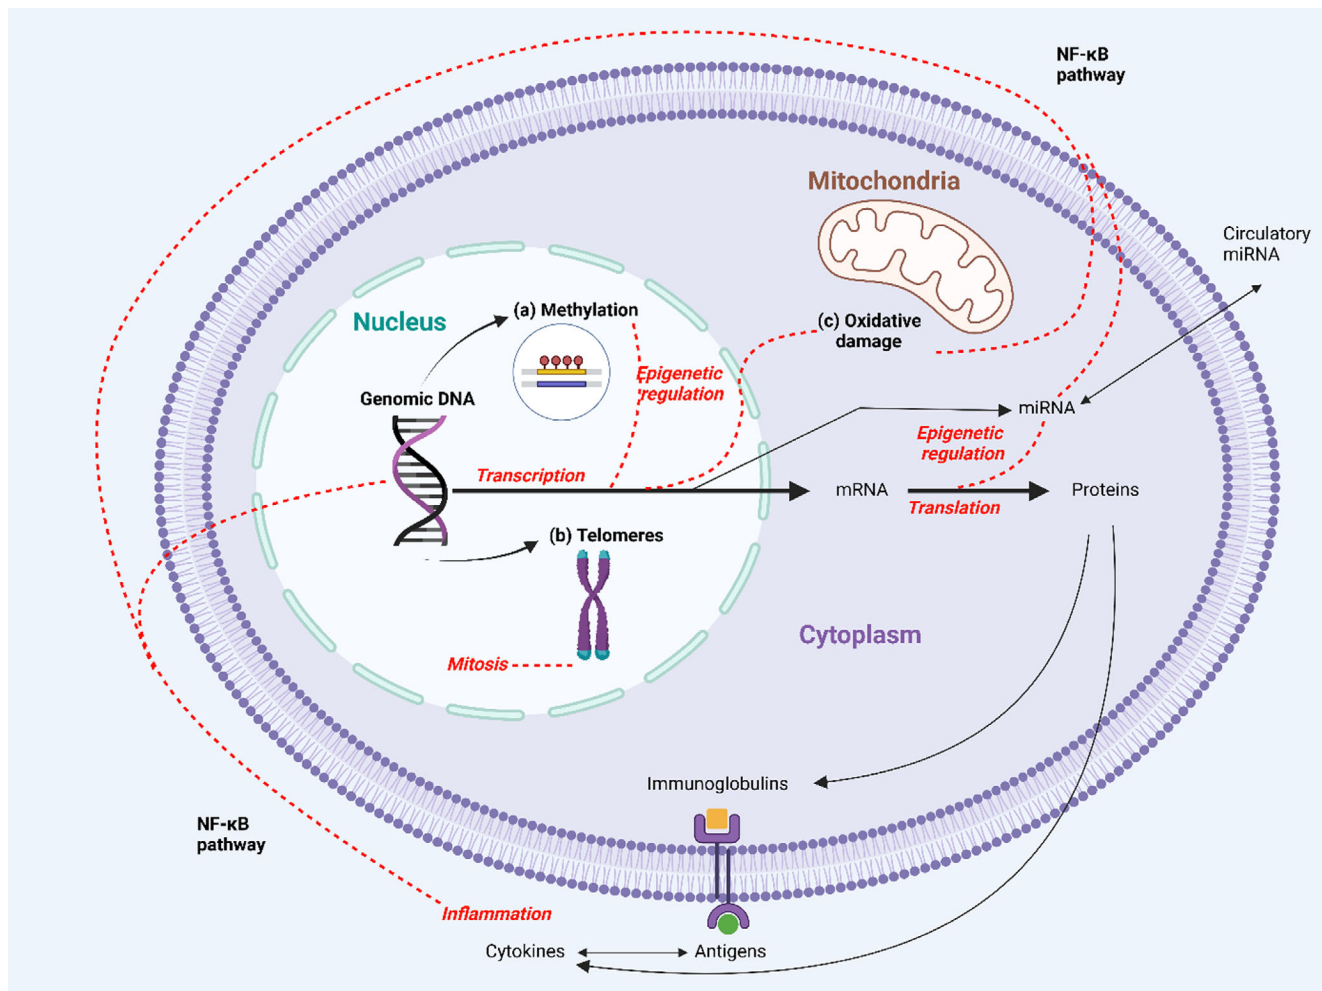 NF-κB
pathway
Mitochondria
Circulatory
miRNA
(a) Methylation
Nucleus
(c) Oxidative
damage
Epigenetic
regulation
Genomic DNA
miRNA
Epigenetic
regulation
Transcription
mRNA
Proteins
Translation
(b) Telomeres
Cytoplasm
Mitosis
Immunoglobulins
NF-κB
pathway
Inflammation
Cytokines
Antigens